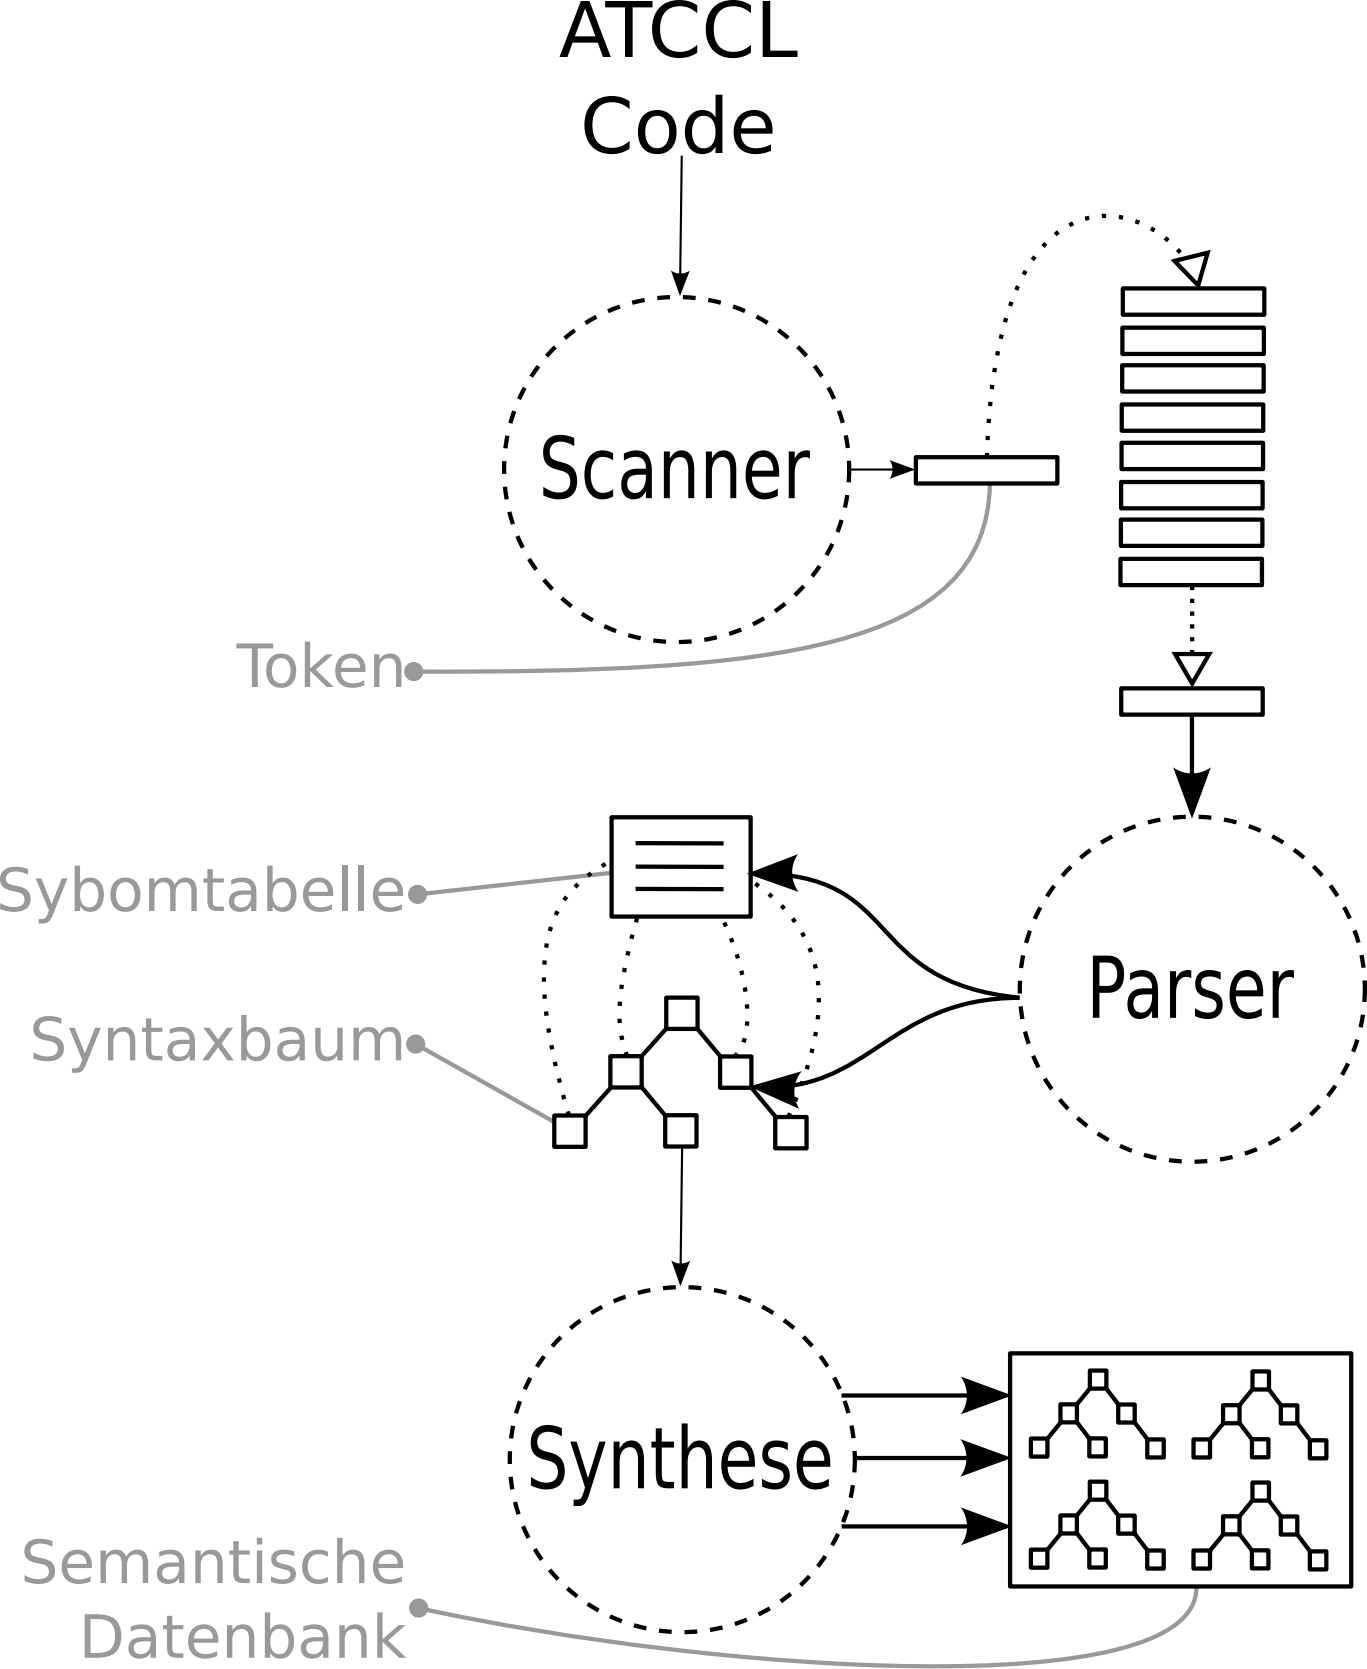 ATCCL
Code
Scanner
Token
Sybomtabelle
Parser
Syntaxbaum
Synthese
Semantische
Datenbank